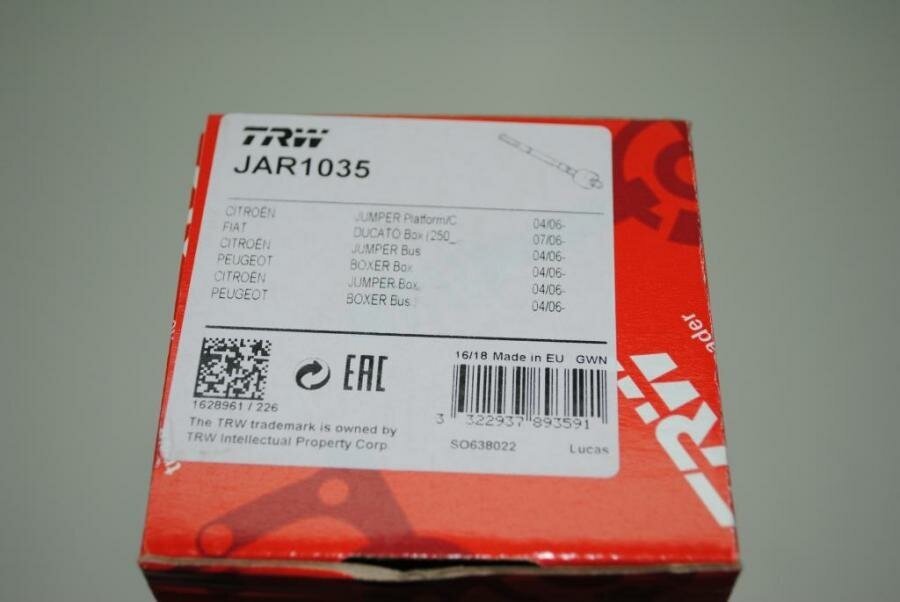 TRW
JAR1035
CITROËN JUMPER Platform/C 04/06-
FIAT DUCATO Box (250_ 07/06-
CITROËN JUMPER Bus 04/06-
PEUGEOT BOXER Box 04/06-
CITROËN JUMPER Box 04/06-
PEUGEOT BOXER Bus 04/06-
1628961 / 226
EAC
16/18 Made in EU GWN
3 322937 893591
The TRW trademark is owned by
TRW Intellectual Property Corp.
SO638022 Lucas
TRW